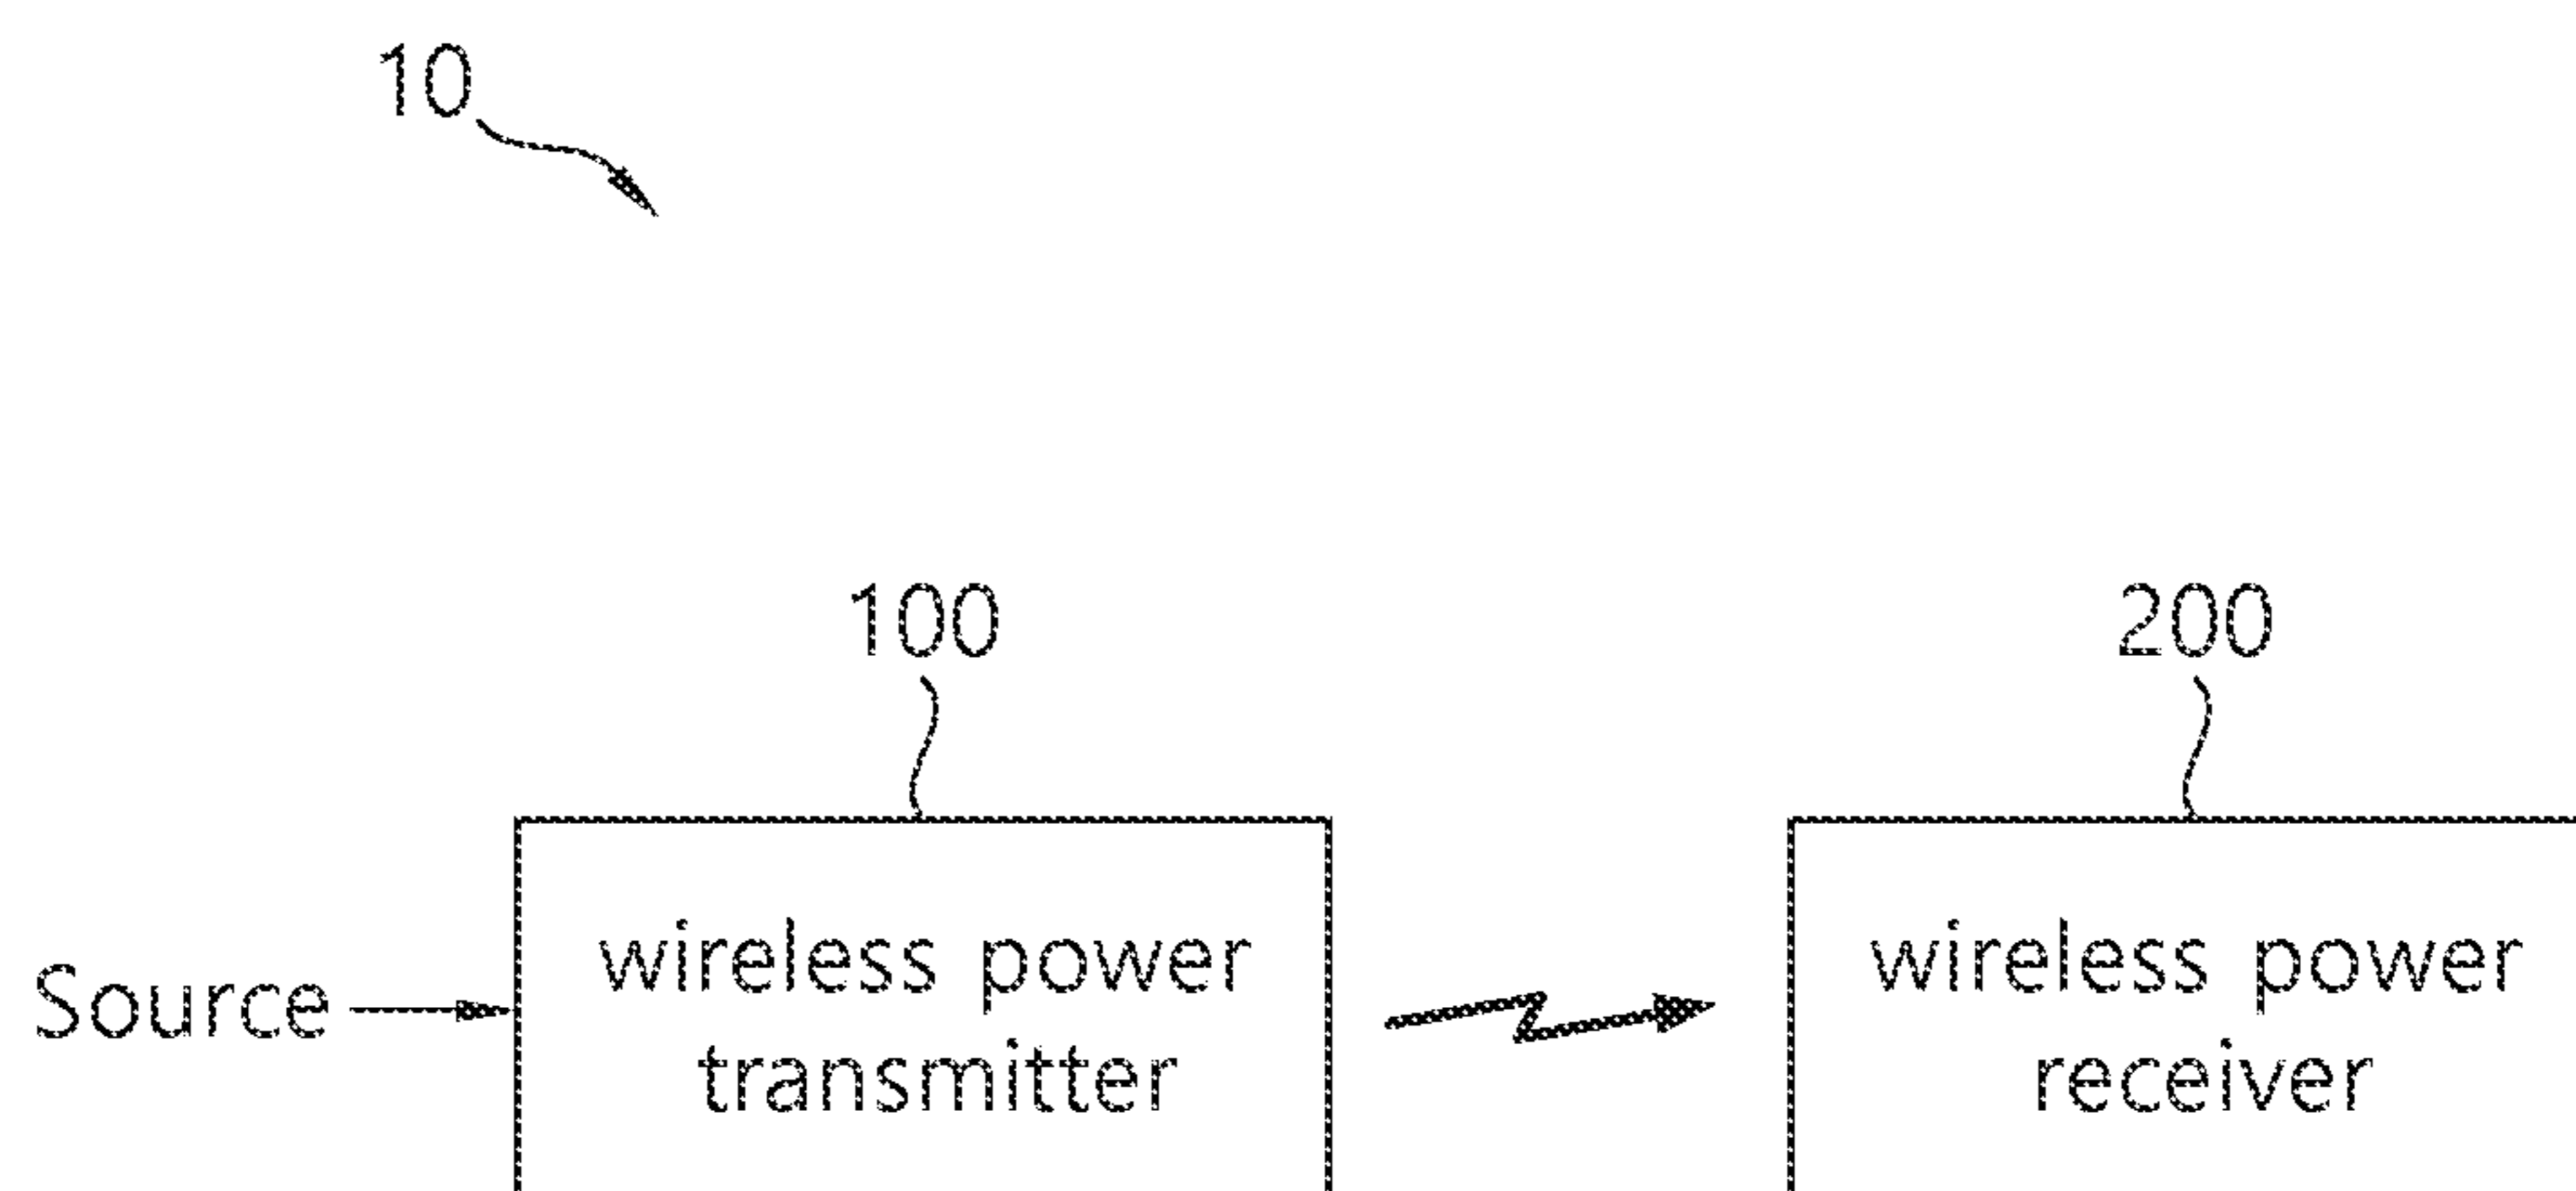 10
100
200
Source
wireless power
transmitter
wireless power
receiver